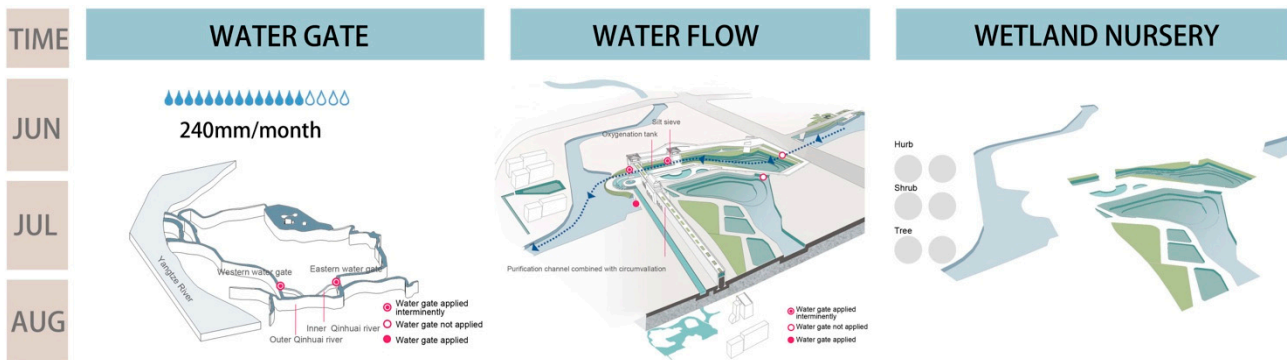 TIME
WATER GATE
WATER FLOW
WETLAND NURSERY
JUN
JUL
AUG
240mm/month
Yangtze River
Western water gate
Eastern water gate
Inner Qinhuai river
Outer Qinhuai river
Water gate applied
interminently
Water gate not applied
Water gate applied
Silt sieve
Oxygenation tank
Purification channel combined with circumvallation
Water gate applied
interminently
Water gate not applied
Water gate applied
Hurb
Shrub
Tree